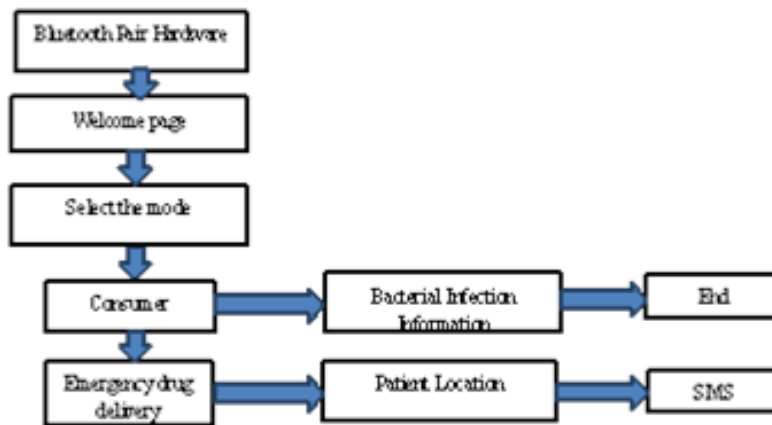 Bluetooth Pair Hardware
Welcome page
Select the mode
Consumer
Bacterial Infection
Information
End
Emergency drug
delivery
Patient Location
SMS